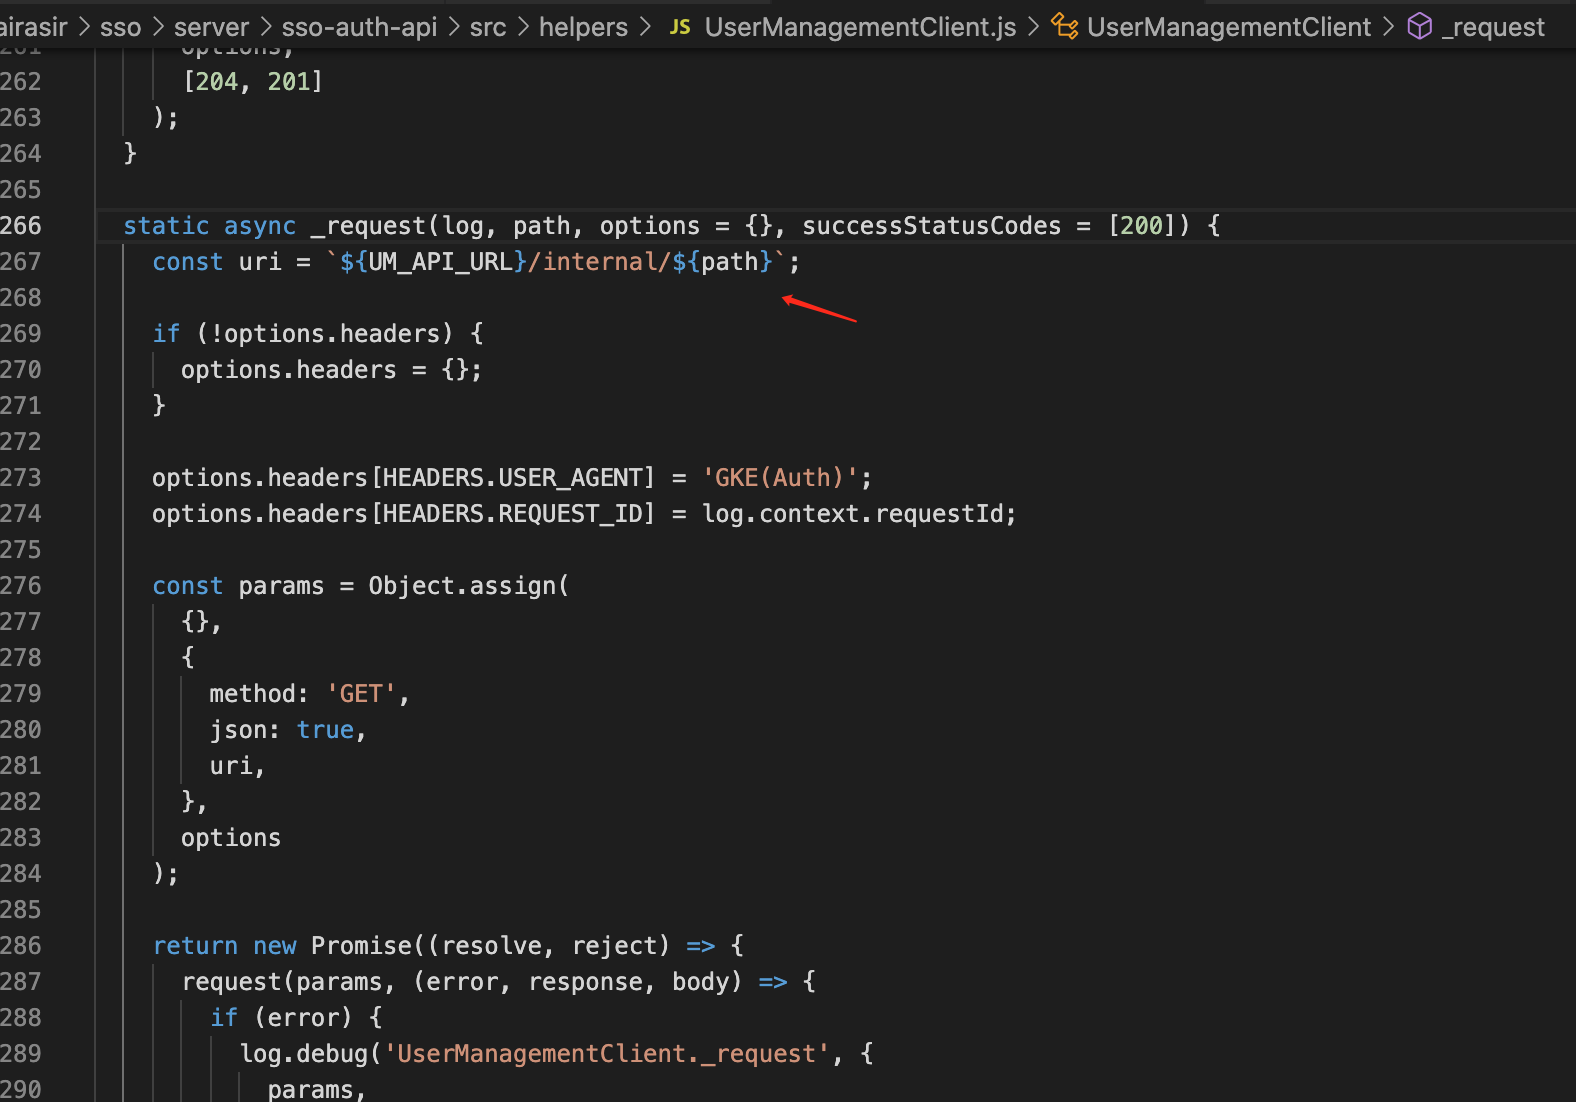 airasir > sso > server > sso-auth-api > src > helpers > JS UserManagementClient.js > UserManagementClient > _request
261 options,
262 [204, 201]
263 );
264 }
265
266 static async _request(log, path, options = {}, successStatusCodes = [200]) {
267 const uri = `${UM_API_URL}/internal/${path}`;
268
269 if (!options.headers) {
270 options.headers = {};
271 }
272
273 options.headers[HEADERS.USER_AGENT] = 'GKE(Auth)';
274 options.headers[HEADERS.REQUEST_ID] = log.context.requestId;
275
276 const params = Object.assign(
277 {},
278 {
279 method: 'GET',
280 json: true,
281 uri,
282 },
283 options
284 );
285
286 return new Promise((resolve, reject) => {
287 request(params, (error, response, body) => {
288 if (error) {
289 log.debug('UserManagementClient._request', {
290 params,